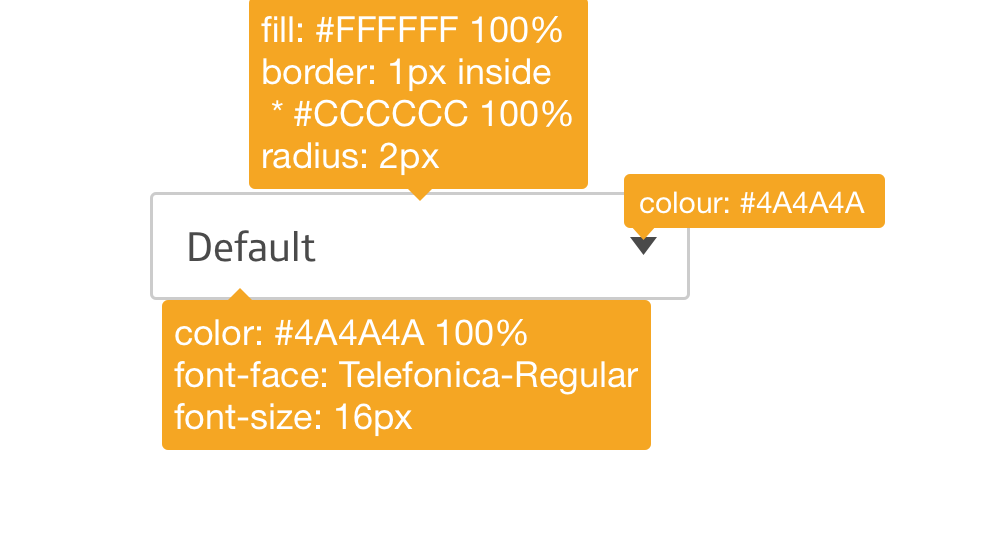 fill: #FFFFFF 100%
border: 1px inside
* #CCCCCC 100%
radius: 2px
colour: #4A4A4A
Default
color: #4A4A4A 100%
font-face: Telefonica-Regular
font-size: 16px